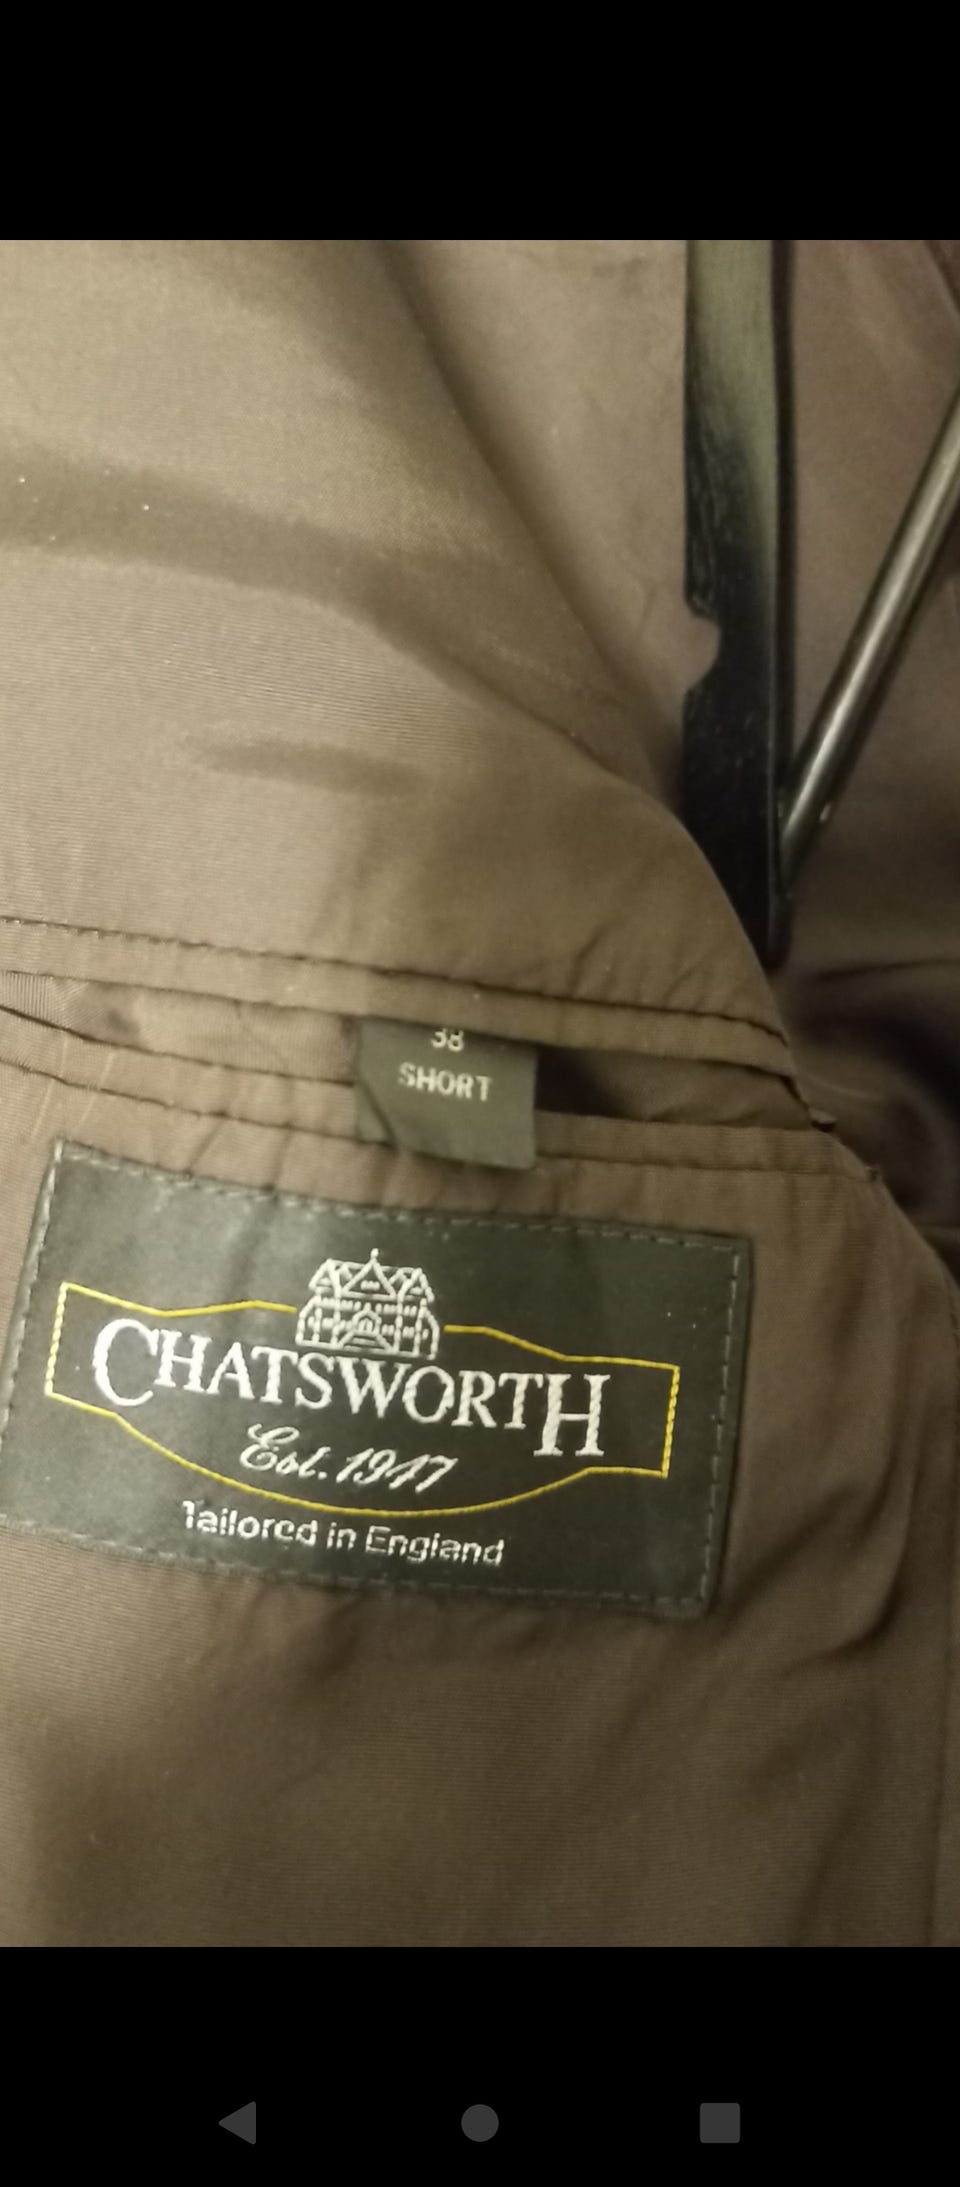 38
SHORT
CHATSWORTH
Est. 1947
Tailored in England